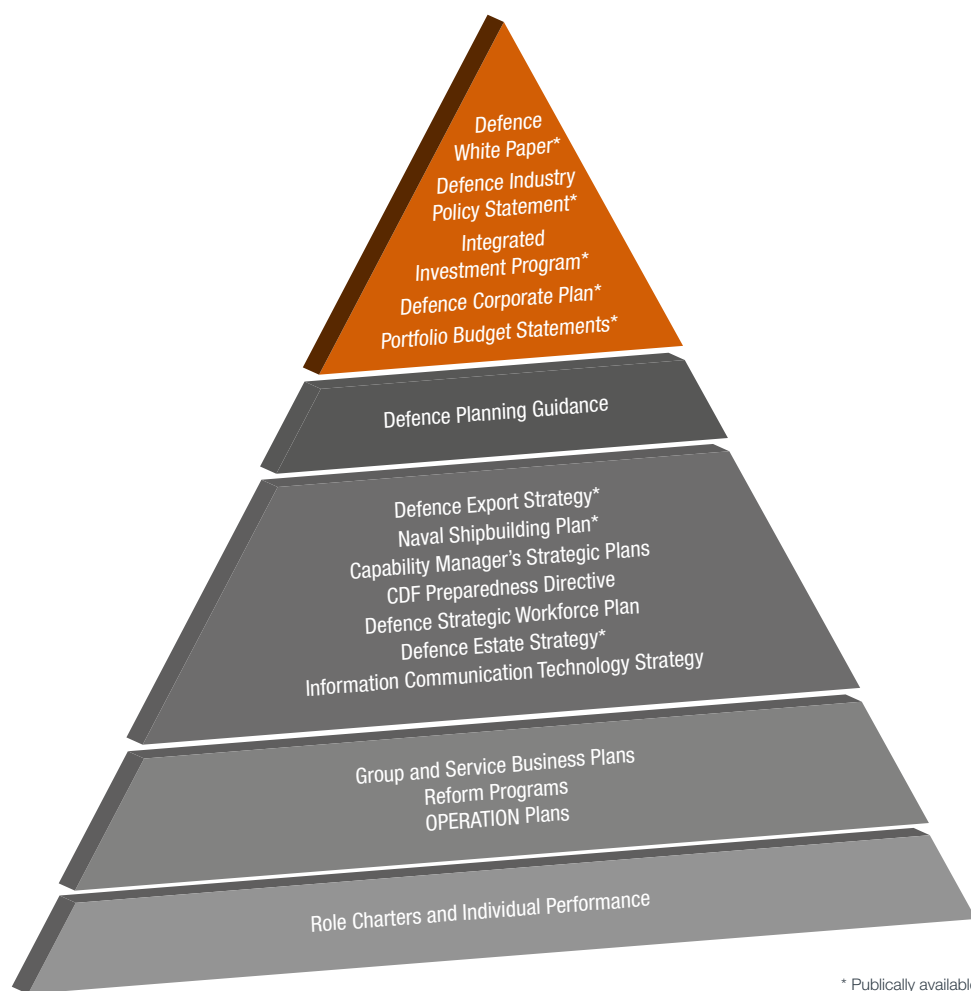 Defence
White Paper*
Defence Industry
Policy Statement*
Integrated
Investment Program*
Defence Corporate Plan*
Portfolio Budget Statements*
Defence Planning Guidance
Defence Export Strategy*
Naval Shipbuilding Plan*
Capability Manager’s Strategic Plans
CDF Preparedness Directive
Defence Strategic Workforce Plan
Defence Estate Strategy*
Information Communication Technology Strategy
Group and Service Business Plans
Reform Programs
OPERATION Plans
Role Charters and Individual Performance
* Publically available